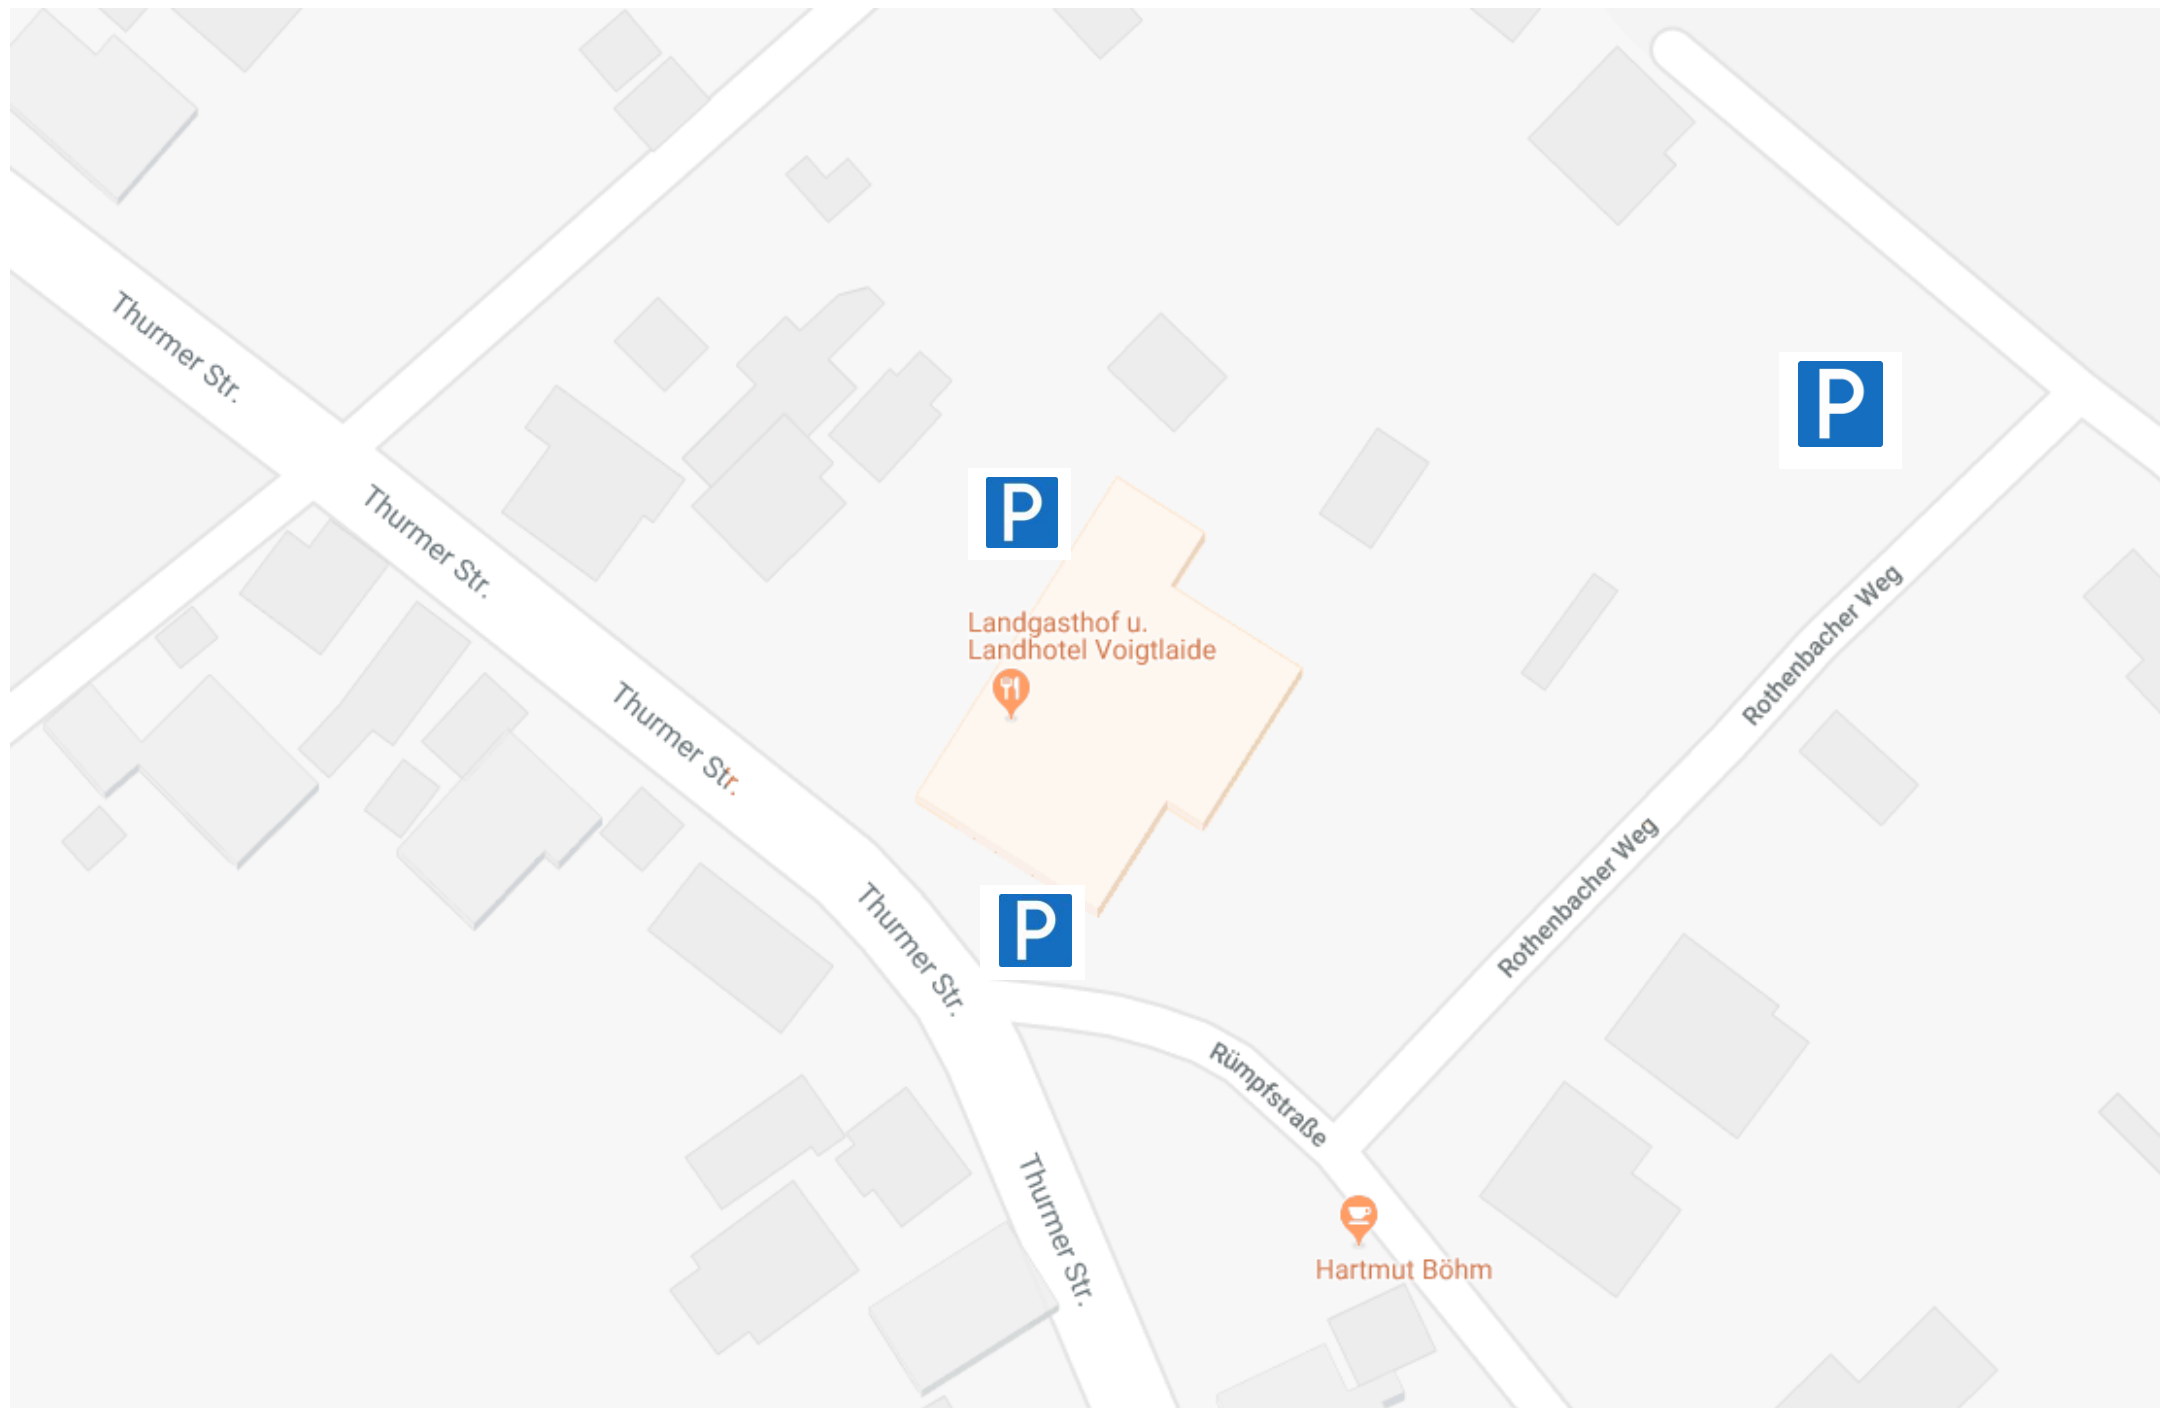 Thurmer Str.
P
Thurmer Str.
P
Rothenbacher Weg
Landgasthof u.
Landhotel Voigtlaide
Thurmer Str.
Rothenbacher Weg
Thurmer Str.
P
Rümpfstraße
Thurmer Str.
Hartmut Böhm